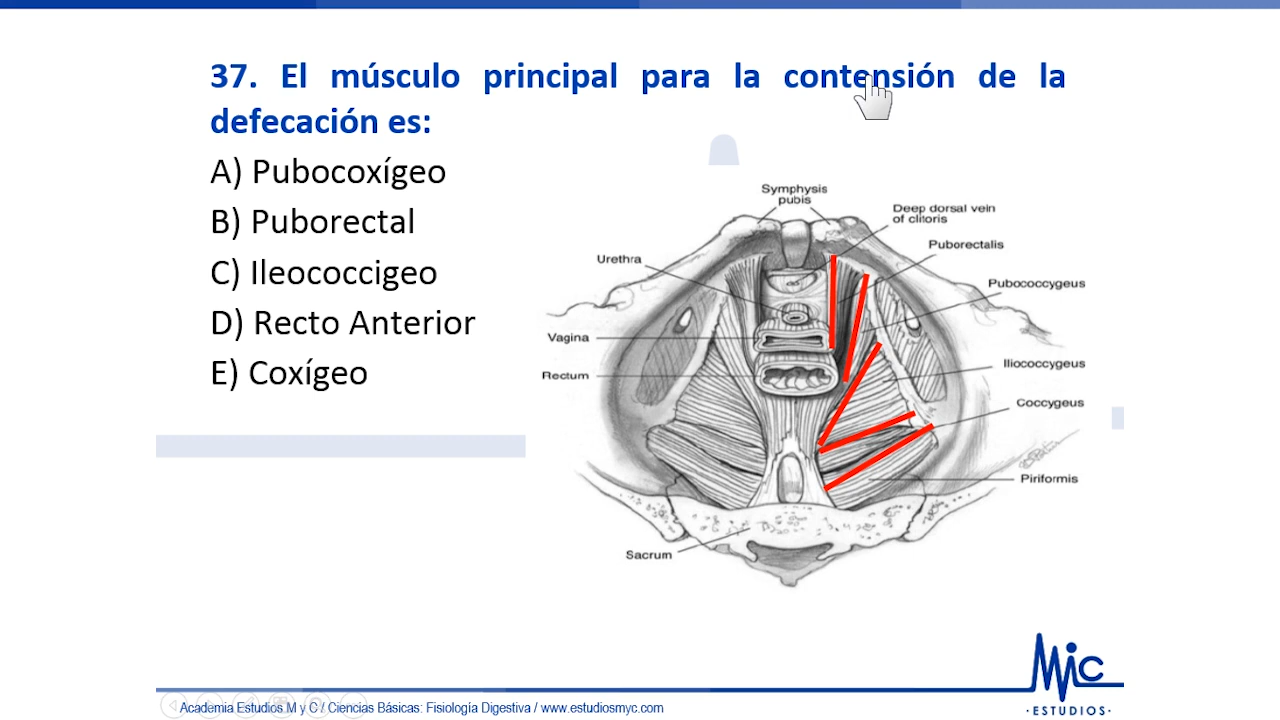 37. El músculo principal para la contensión de la
defecación es:
A) Pubocoxígeo
B) Puborectal
C) Ileococcigeo
D) Recto Anterior
E) Coxígeo
Symphysis
pubis
Deep dorsal vein
of clitoris
Puborectalis
Urethra
Pubococcygeus
Vagina
Iliococcygeus
Rectum
Coccygeus
Piriformis
Sacrum
MiC
·ESTUDIOS·
Academia Estudios M y C / Ciencias Básicas: Fisiología Digestiva / www.estudiosmyc.com